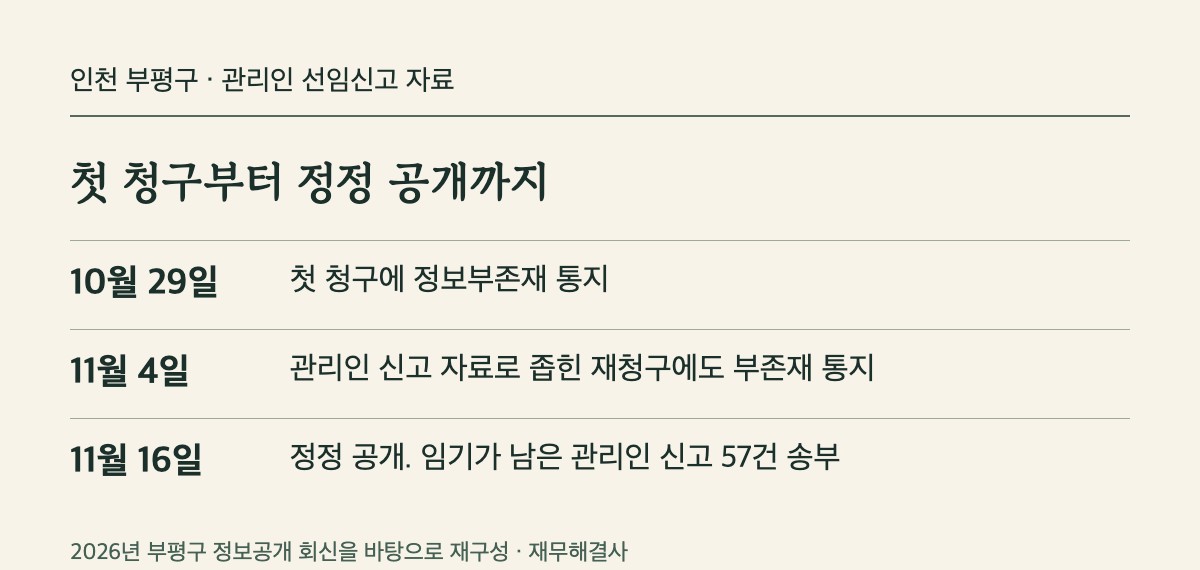 인천 부평구 · 관리인 선임신고 자료
첫 청구부터 정정 공개까지
10월 29일 첫 청구에 정보부존재 통지
11월 4일 관리인 신고 자료로 좁힌 재청구에도 부존재 통지
11월 16일 정정 공개. 임기가 남은 관리인 신고 57건 송부
2026년 부평구 정보공개 회신을 바탕으로 재구성 · 재무해결사